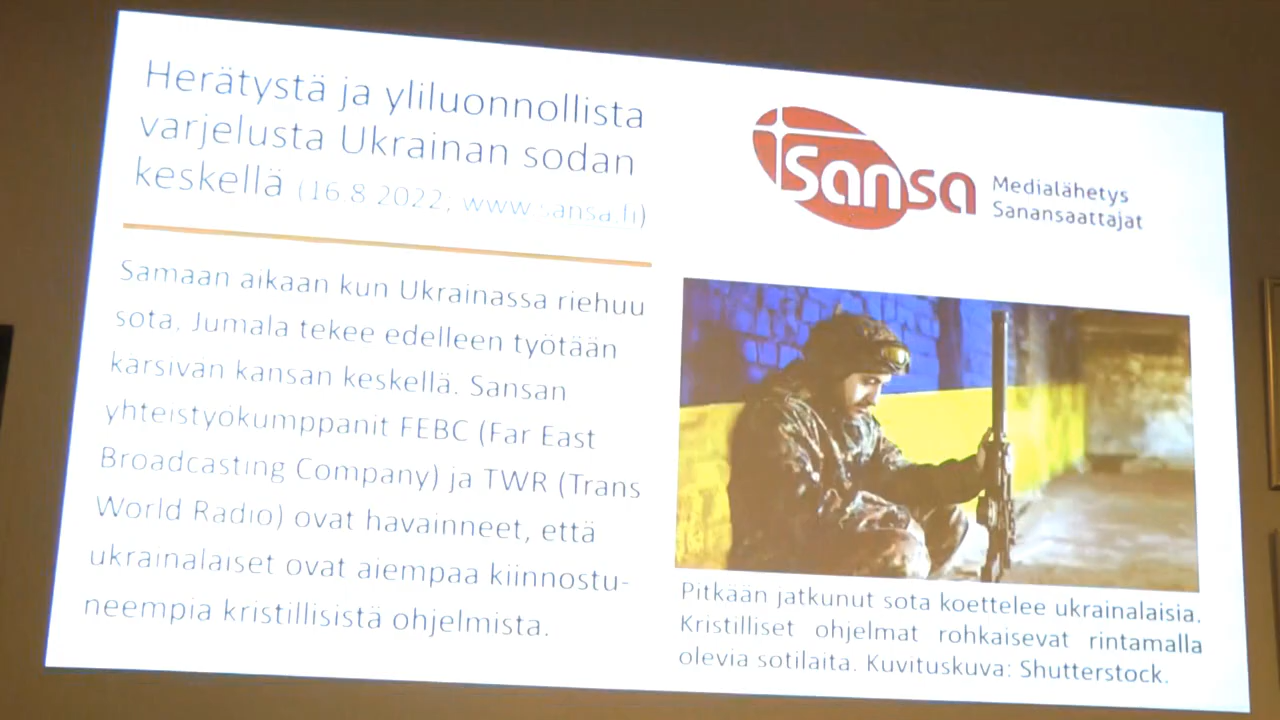 Herätystä ja yliluonnollista
varjelusta Ukrainan sodan
keskellä (16.8.2022; www.sansa.fi)
Samaan aikaan kun Ukrainassa riehuu
sota, Jumala tekee edelleen työtään
kärsivän kansan keskellä. Sansan
yhteistyökumppanit FEBC (Far East
Broadcasting Company) ja TWR (Trans
World Radio) ovat havainneet, että
ukrainalaiset ovat aiempaa kiinnostu-
neempia kristillisistä ohjelmista.
sansa
Medialähetys
Sanansaattajat
Pitkään jatkunut sota koettelee ukrainalaisia.
Kristilliset ohjelmat rohkaisevat rintamalla
olevia sotilaita. Kuvituskuva: Shutterstock.